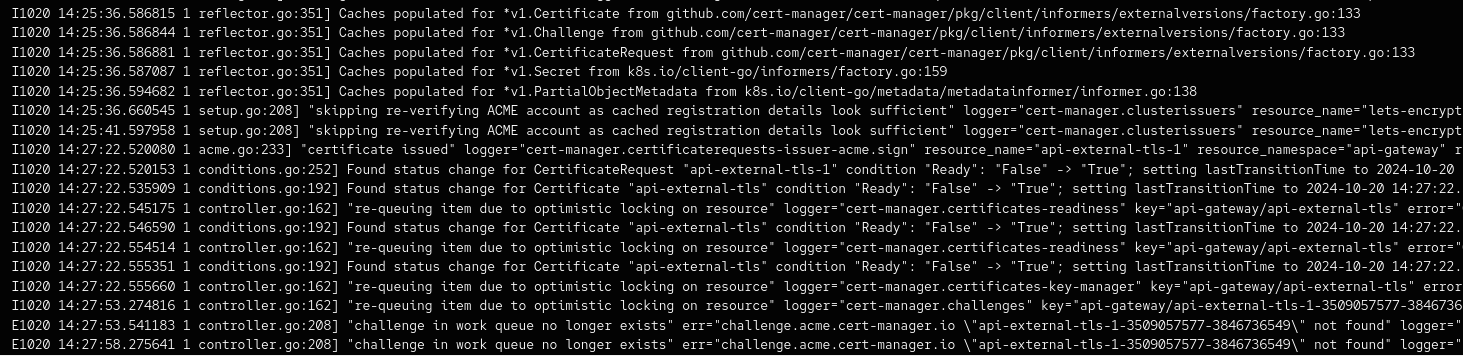 I1020 14:25:36.586815 1 reflector.go:351] Caches populated for *v1.Certificate from github.com/cert-manager/cert-manager/pkg/client/informers/externalversions/factory.go:133
I1020 14:25:36.586844 1 reflector.go:351] Caches populated for *v1.Challenge from github.com/cert-manager/cert-manager/pkg/client/informers/externalversions/factory.go:133
I1020 14:25:36.586881 1 reflector.go:351] Caches populated for *v1.CertificateRequest from github.com/cert-manager/cert-manager/pkg/client/informers/externalversions/factory.go:133
I1020 14:25:36.587087 1 reflector.go:351] Caches populated for *v1.Secret from k8s.io/client-go/informers/factory.go:159
I1020 14:25:36.594682 1 reflector.go:351] Caches populated for *v1.PartialObjectMetadata from k8s.io/client-go/metadata/metadatainformer/informer.go:138
I1020 14:25:36.660545 1 setup.go:208] "skipping re-verifying ACME account as cached registration details look sufficient" logger="cert-manager.clusterissuers" resource_name="lets-encrypt
I1020 14:25:41.597958 1 setup.go:208] "skipping re-verifying ACME account as cached registration details look sufficient" logger="cert-manager.clusterissuers" resource_name="lets-encrypt
I1020 14:27:22.520080 1 acme.go:233] "certificate issued" logger="cert-manager.certificaterequests-issuer-acme.sign" resource_name="api-external-tls-1" resource_namespace="api-gateway" r
I1020 14:27:22.520153 1 conditions.go:252] Found status change for CertificateRequest "api-external-tls-1" condition "Ready": "False" -> "True"; setting lastTransitionTime to 2024-10-20
I1020 14:27:22.535909 1 conditions.go:192] Found status change for Certificate "api-external-tls" condition "Ready": "False" -> "True"; setting lastTransitionTime to 2024-10-20 14:27:22.
I1020 14:27:22.545175 1 controller.go:162] "re-queuing item due to optimistic locking on resource" logger="cert-manager.certificates-readiness" key="api-gateway/api-external-tls" error="
I1020 14:27:22.546590 1 conditions.go:192] Found status change for Certificate "api-external-tls" condition "Ready": "False" -> "True"; setting lastTransitionTime to 2024-10-20 14:27:22.
I1020 14:27:22.554514 1 controller.go:162] "re-queuing item due to optimistic locking on resource" logger="cert-manager.certificates-readiness" key="api-gateway/api-external-tls" error="
I1020 14:27:22.555351 1 conditions.go:192] Found status change for Certificate "api-external-tls" condition "Ready": "False" -> "True"; setting lastTransitionTime to 2024-10-20 14:27:22.
I1020 14:27:22.555660 1 controller.go:162] "re-queuing item due to optimistic locking on resource" logger="cert-manager.certificates-key-manager" key="api-gateway/api-external-tls" error
I1020 14:27:53.274816 1 controller.go:162] "re-queuing item due to optimistic locking on resource" logger="cert-manager.challenges" key="api-gateway/api-external-tls-1-3509057577-3846736
E1020 14:27:53.541183 1 controller.go:208] "challenge in work queue no longer exists" err="challenge.acme.cert-manager.io \"api-external-tls-1-3509057577-3846736549\" not found" logger="
E1020 14:27:58.275641 1 controller.go:208] "challenge in work queue no longer exists" err="challenge.acme.cert-manager.io \"api-external-tls-1-3509057577-3846736549\" not found" logger="